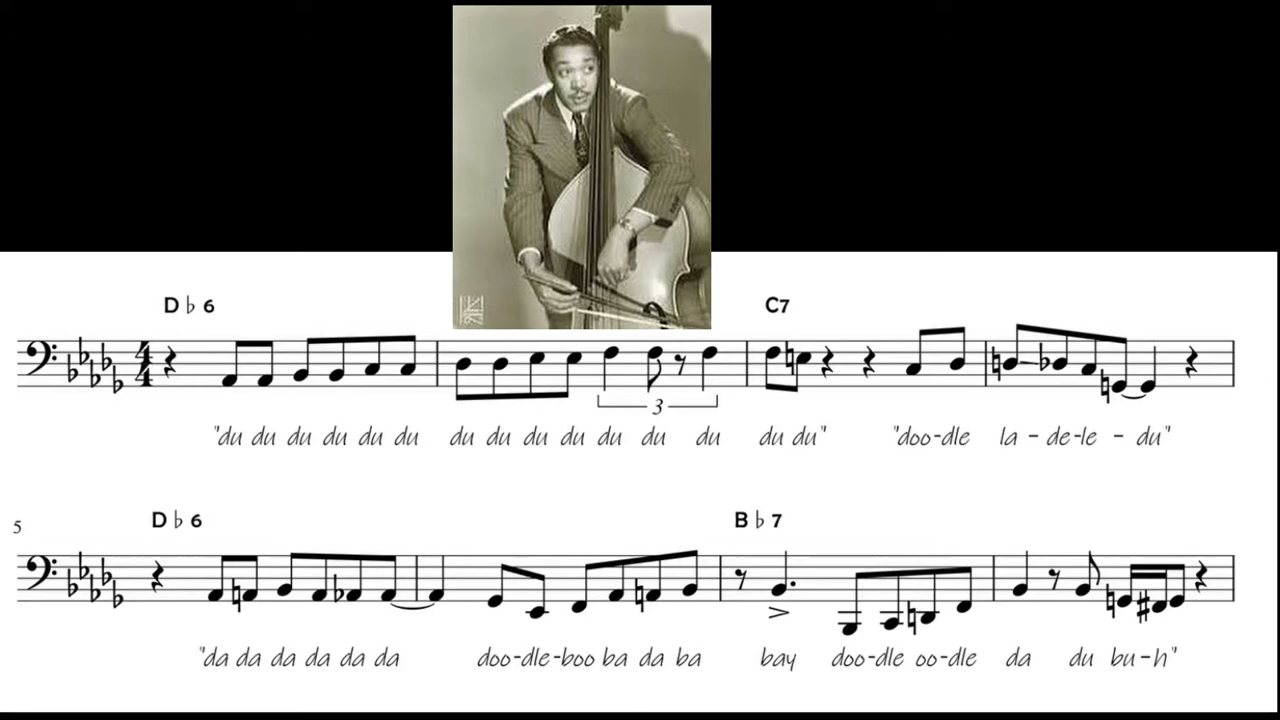 D♭6 C7
4/4
3
"du du du du du du du du du du du du du du du" "doo-dle la-de-le-du"
5
D♭6 B♭7
"da da da da da da doo-dle-boo ba da ba bay doo-dle oo-dle da du bu-h"